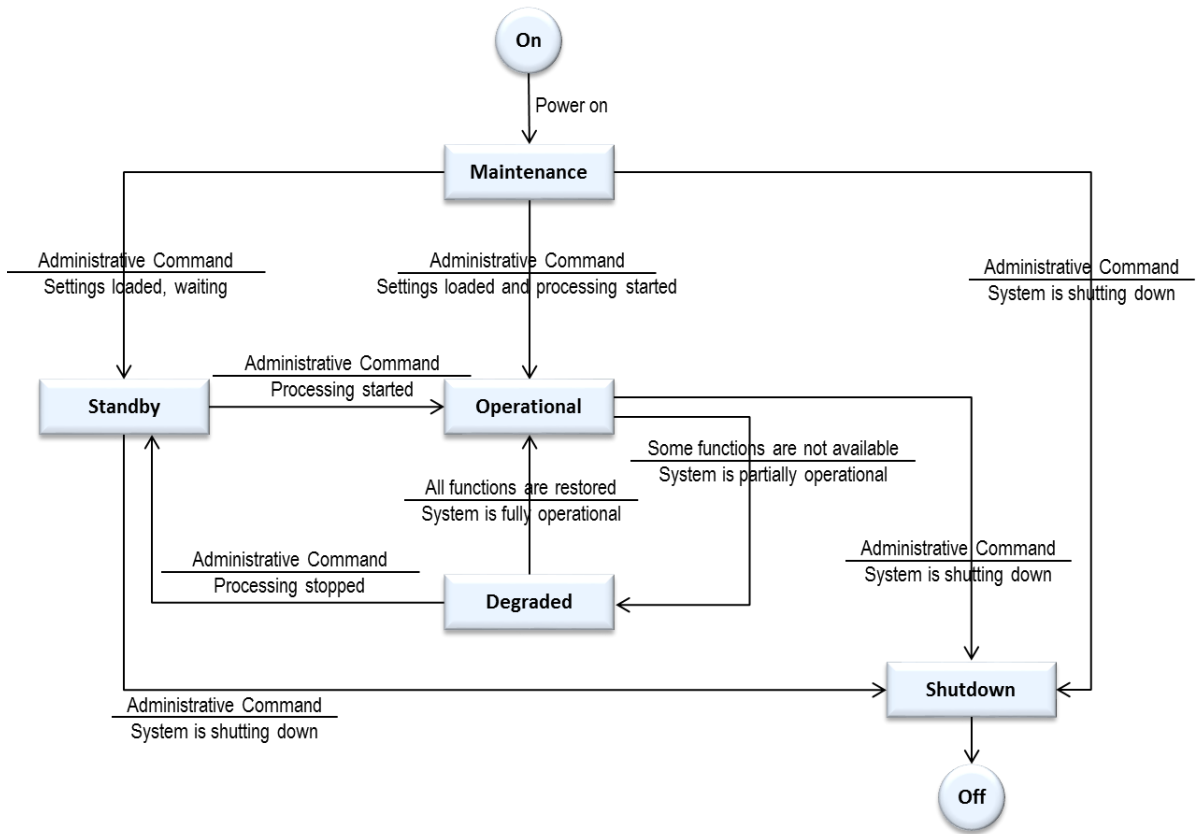 On
Power on
Maintenance
Administrative Command
Settings loaded, waiting
Administrative Command
Settings loaded and processing started
Administrative Command
System is shutting down
Administrative Command
Processing started
Standby
Operational
Some functions are not available
System is partially operational
All functions are restored
System is fully operational
Administrative Command
Processing stopped
Administrative Command
System is shutting down
Degraded
Shutdown
Administrative Command
System is shutting down
Off